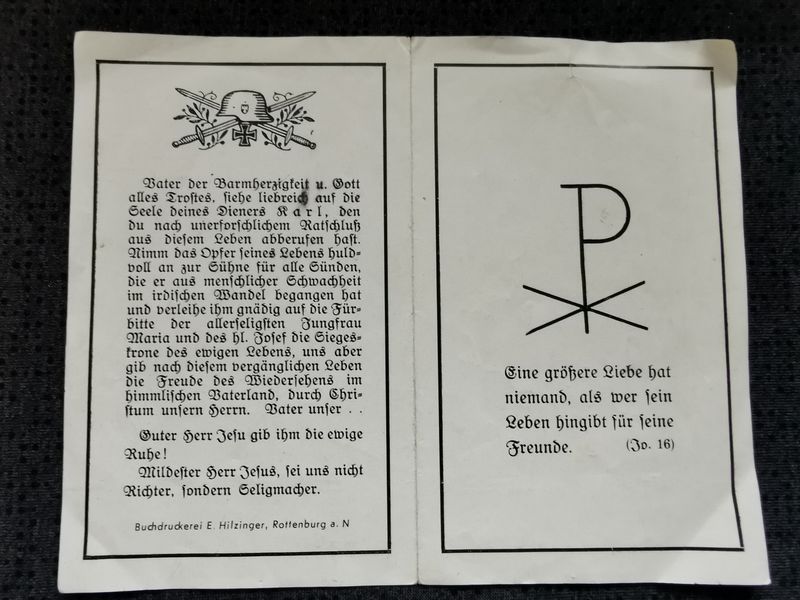 Vater der Barmherzigkeit u. Gott
alles Trostes, siehe liebreich auf die
Seele deines Dieners Karl, den
du nach unerforschlichem Ratschluß
aus diesem Leben abberufen hast.
Nimm das Opfer seines Lebens huld-
voll an zur Sühne für alle Sünden,
die er aus menschlicher Schwachheit
im irdischen Wandel begangen hat
und verleihe ihm gnädig auf die Für-
bitte der allerseligsten Jungfrau
Maria und des hl. Josef die Sieges-
krone des ewigen Lebens, uns aber
gib nach diesem vergänglichen Leben
die Freude des Wiedersehens im
himmlischen Vaterland, durch Chri-
stum unsern Herrn. Vater unser . .
Guter Herr Jesu gib ihm die ewige
Ruhe!
Mildester Herr Jesus, sei uns nicht
Richter, sondern Seligmacher.
Buchdruckerei E. Hilzinger, Rottenburg a. N
Eine größere Liebe hat
niemand, als wer sein
Leben hingibt für seine
Freunde. (Jo. 16)